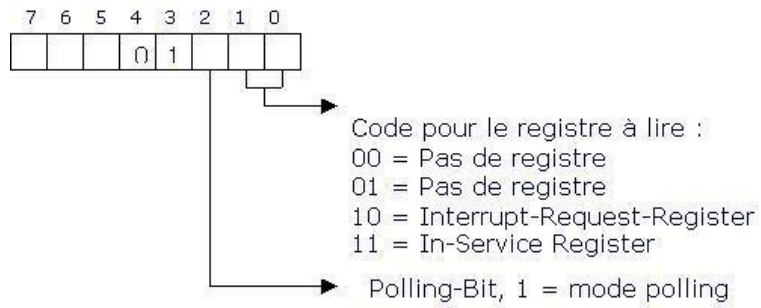 7 6 5 4 3 2 1 0
0 1
Code pour le registre à lire :
00 = Pas de registre
01 = Pas de registre
10 = Interrupt-Request-Register
11 = In-Service Register
Polling-Bit, 1 = mode polling